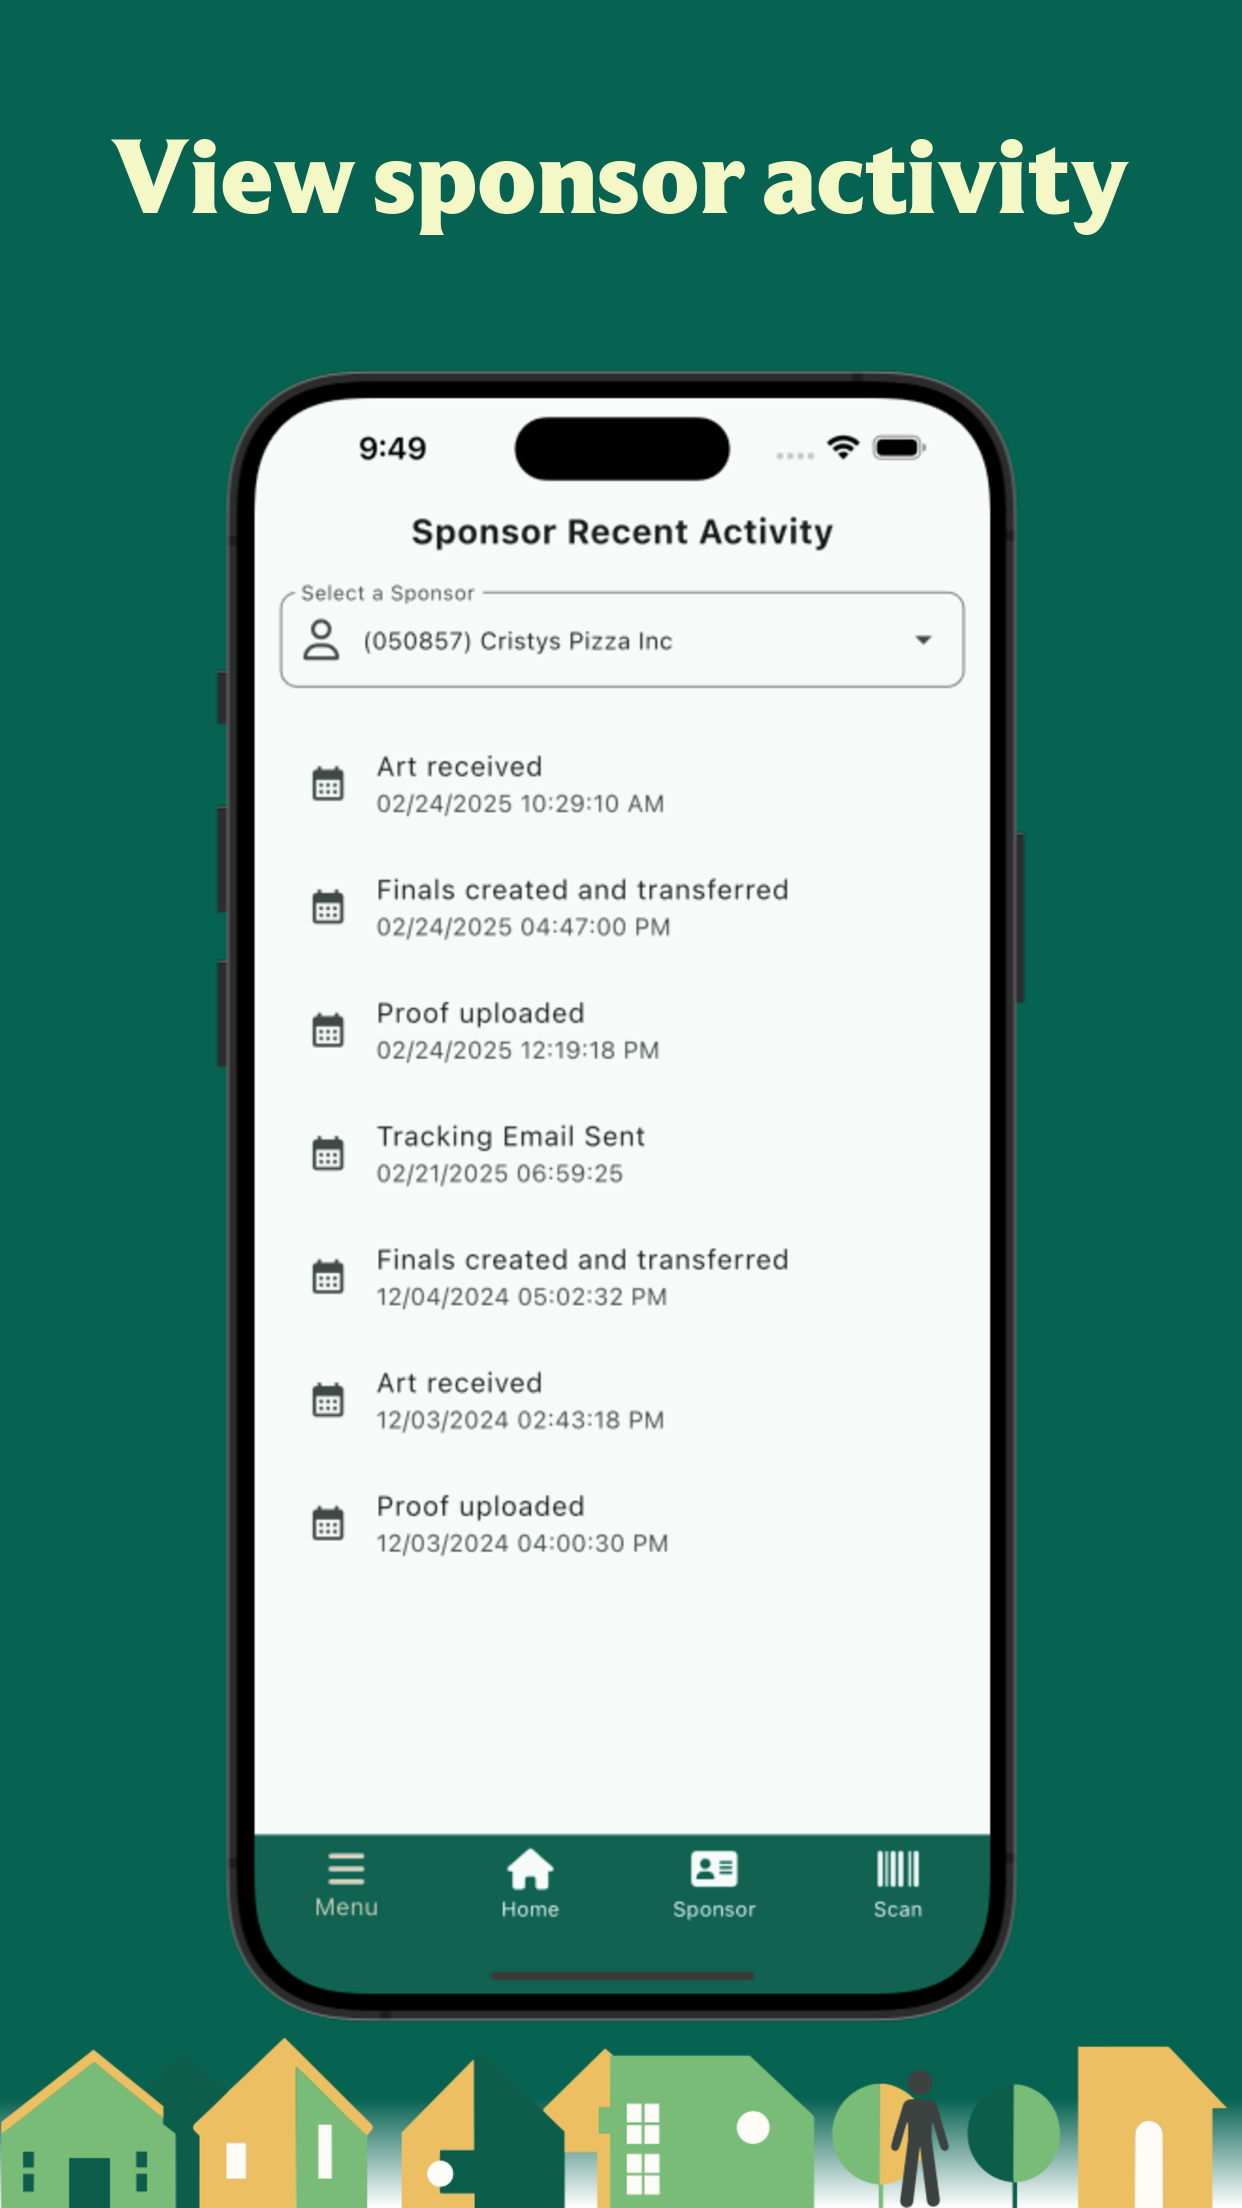 View sponsor activity
9:49
Sponsor Recent Activity
Select a Sponsor
(050857) Cristys Pizza Inc
Art received
02/24/2025 10:29:10 AM
Finals created and transferred
02/24/2025 04:47:00 PM
Proof uploaded
02/24/2025 12:19:18 PM
Tracking Email Sent
02/21/2025 06:59:25
Finals created and transferred
12/04/2024 05:02:32 PM
Art received
12/03/2024 02:43:18 PM
Proof uploaded
12/03/2024 04:00:30 PM
Menu
Home
Sponsor
Scan